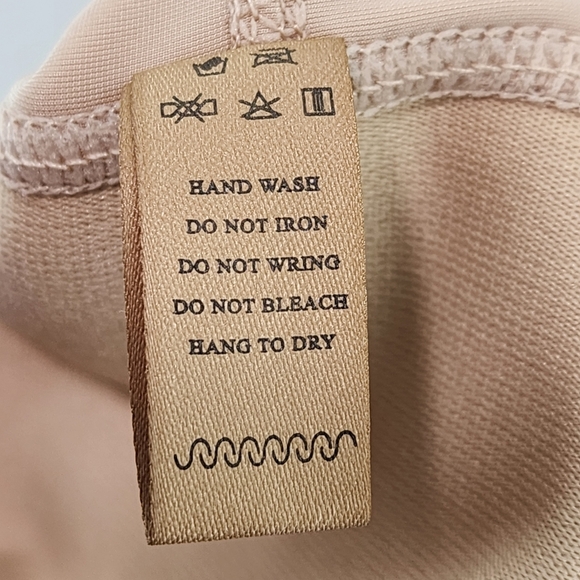 HAND WASH
DO NOT IRON
DO NOT WRING
DO NOT BLEACH
HANG TO DRY